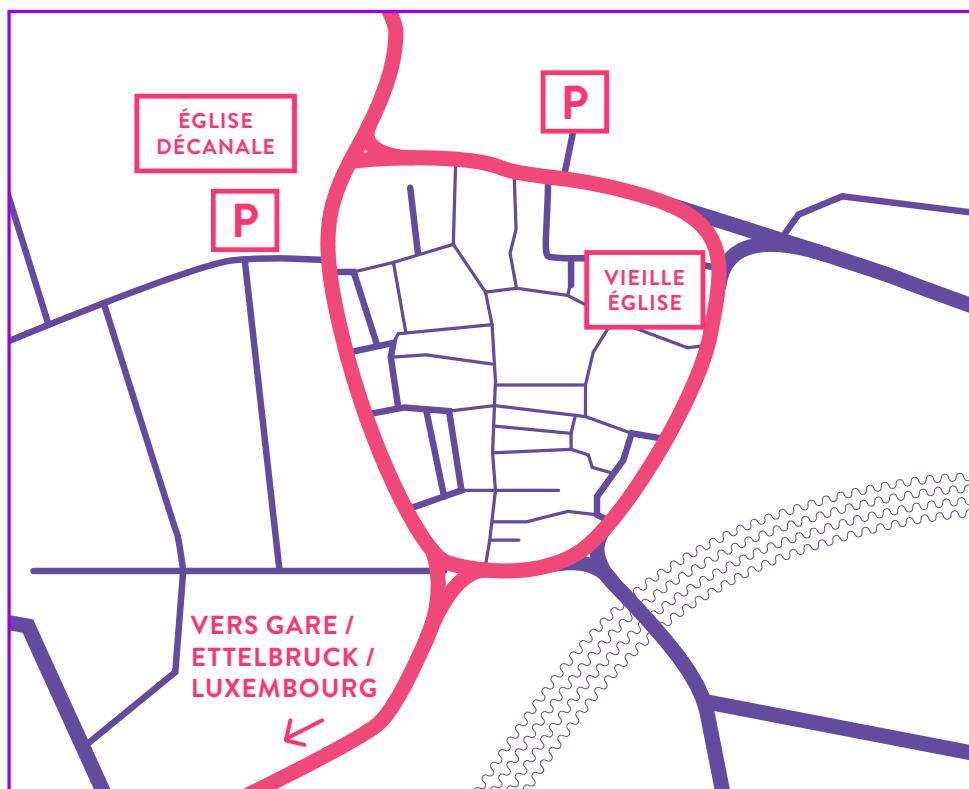 P
ÉGLISE
DÉCANALE
P
VIEILLE
ÉGLISE
VERS GARE /
ETTELBRUCK /
LUXEMBOURG